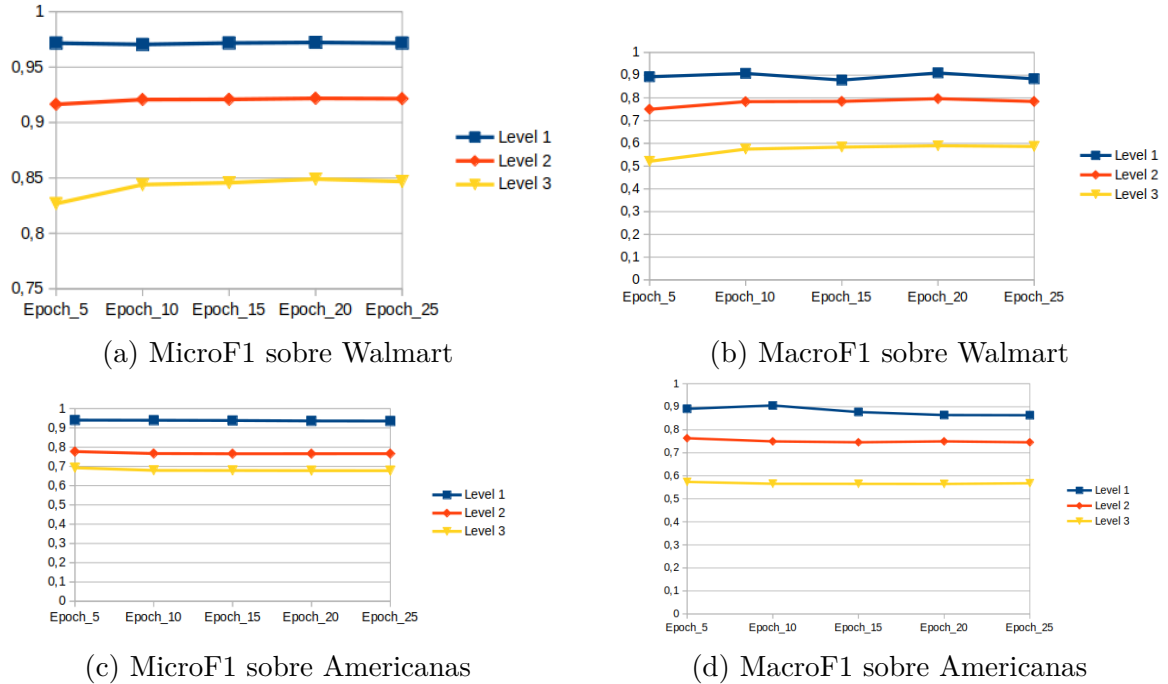 1
0,95
0,9
0,85
0,8
0,75
Epoch_5 Epoch_10 Epoch_15 Epoch_20 Epoch_25
Level 1
Level 2
Level 3
(a) MicroF1 sobre Walmart
1
0,9
0,8
0,7
0,6
0,5
0,4
0,3
0,2
0,1
0
Epoch_5 Epoch_10 Epoch_15 Epoch_20 Epoch_25
Level 1
Level 2
Level 3
(b) MacroF1 sobre Walmart
1
0,9
0,8
0,7
0,6
0,5
0,4
0,3
0,2
0,1
0
Epoch_5 Epoch_10 Epoch_15 Epoch_20 Epoch_25
Level 1
Level 2
Level 3
(c) MicroF1 sobre Americanas
1
0,9
0,8
0,7
0,6
0,5
0,4
0,3
0,2
0,1
0
Epoch_5 Epoch_10 Epoch_15 Epoch_20 Epoch_25
Level 1
Level 2
Level 3
(d) MacroF1 sobre Americanas